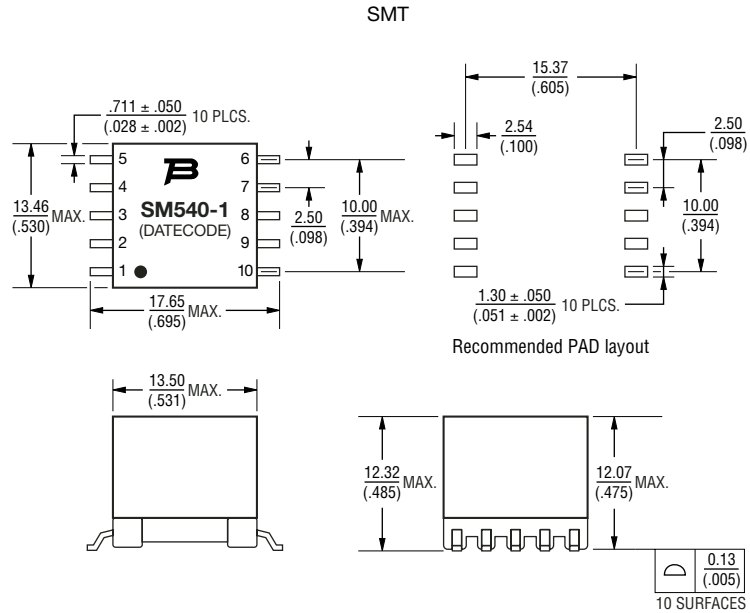 SMT
.711 ± .050
(.028 ± .002)
10 PLCS.
5
4
3
2
1
6
7
8
9
10
SM540-1
(DATECODE)
13.46
(.530)
MAX.
17.65
(.695)
MAX.
2.50
(.098)
10.00
(.394)
MAX.
15.37
(.605)
2.54
(.100)
2.50
(.098)
10.00
(.394)
1.30 ± .050
(.051 ± .002)
10 PLCS.
Recommended PAD layout
13.50
(.531)
MAX.
12.32
(.485)
MAX.
12.07
(.475)
MAX.
0.13
(.005)
10 SURFACES